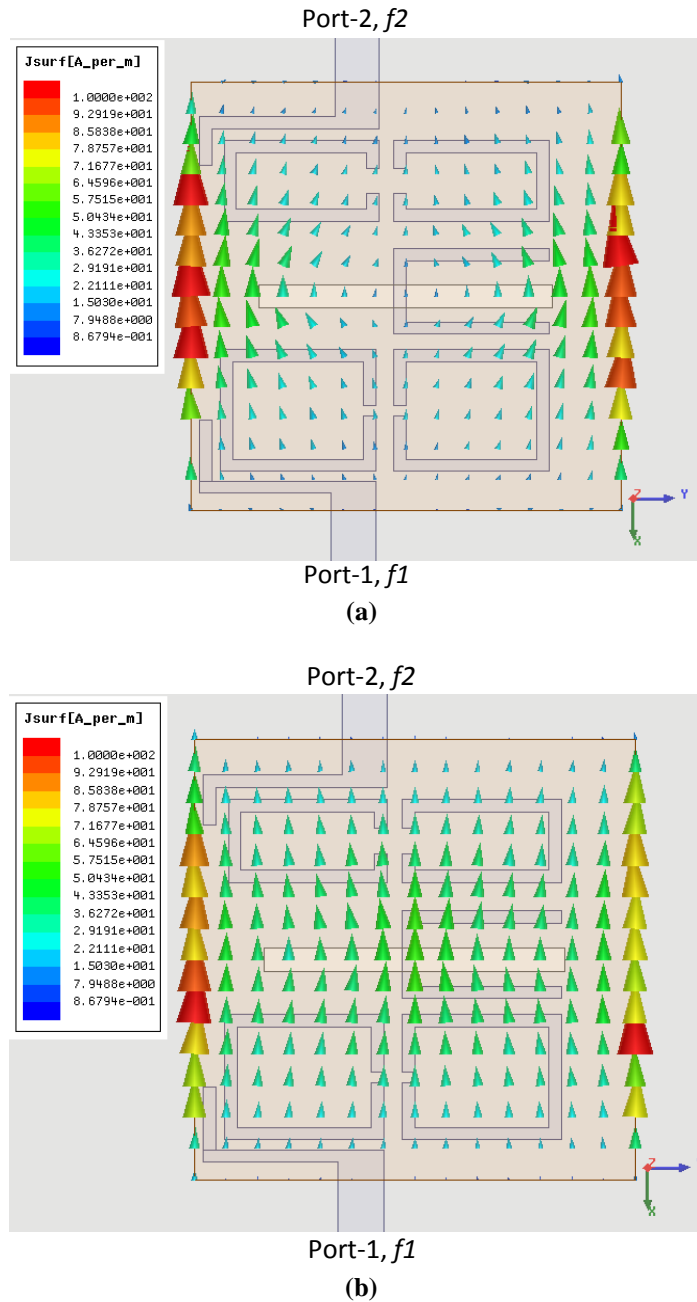 Port-2, f2
Jsurf[A_per_m]
1.0000e+002
9.2919e+001
8.5838e+001
7.8757e+001
7.1677e+001
6.4596e+001
5.7515e+001
5.0434e+001
4.3353e+001
3.6272e+001
2.9191e+001
2.2111e+001
1.5030e+001
7.9488e+000
8.6794e-001
Z
Y
X
Port-1, f1
(a)
Port-2, f2
Jsurf[A_per_m]
1.0000e+002
9.2919e+001
8.5838e+001
7.8757e+001
7.1677e+001
6.4596e+001
5.7515e+001
5.0434e+001
4.3353e+001
3.6272e+001
2.9191e+001
2.2111e+001
1.5030e+001
7.9488e+000
8.6794e-001
Z
X
Port-1, f1
(b)